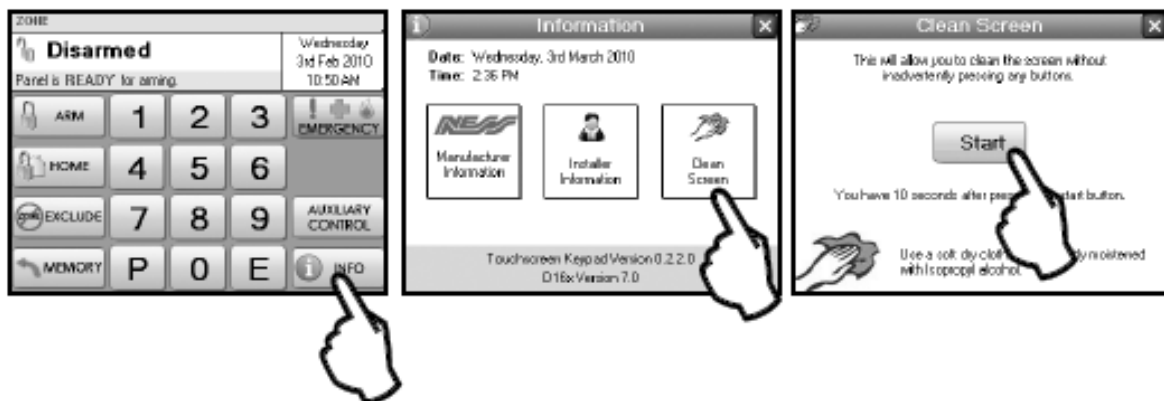 ZONE
Disarmed
Panel is READY for arming.
Wednesday
3rd Feb 2010
10:50 AM
ARM
1
2
3
EMERGENCY
HOME
4
5
6
EXCLUDE
7
8
9
AUXILIARY
CONTROL
MEMORY
P
0
E
INFO
Information
Date: Wednesday, 3rd March 2010
Time: 2:36 PM
NESS
Manufacturer
Information
Installer
Information
Clean
Screen
Touchscreen Keypad Version 0.2.2.0
D16x Version 7.0
Clean Screen
This will allow you to clean the screen without
inadvertently pressing any buttons.
Start
You have 10 seconds after start button.
Use a soft dry moistened
with Isopropyl alcohol.